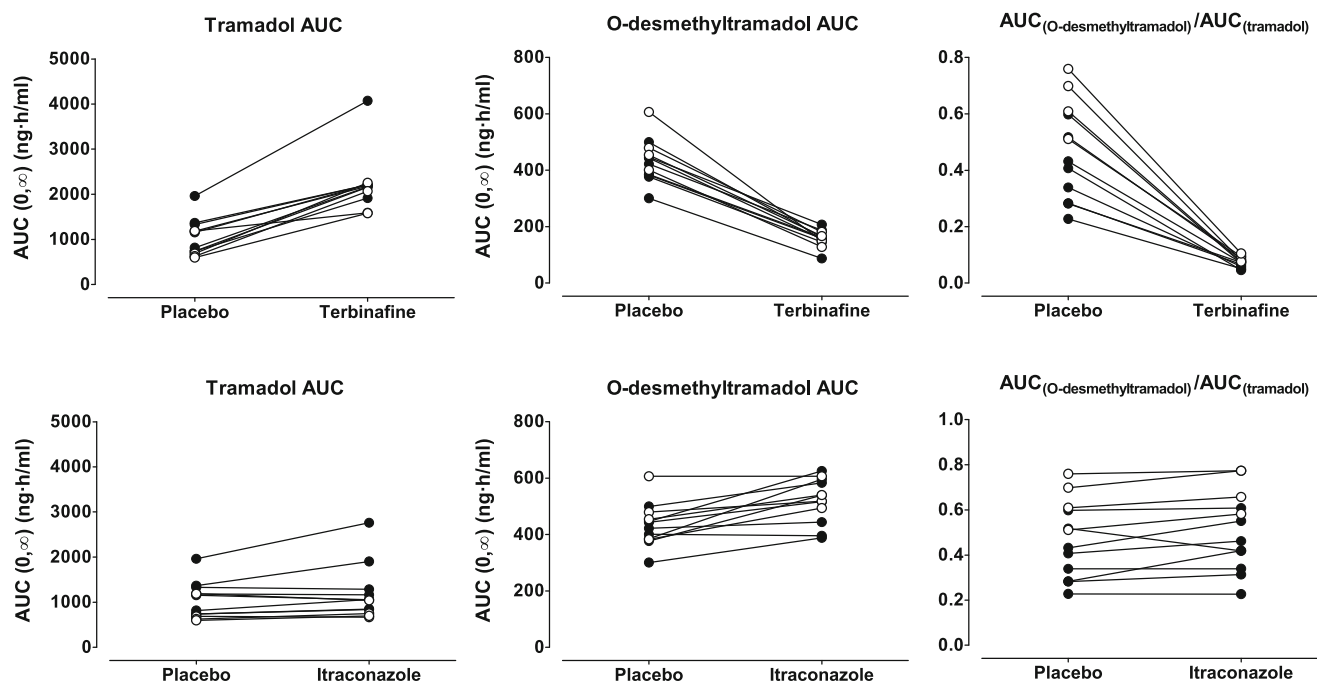 Tramadol AUC
AUC (0,∞) (ng·h/ml)
5000
4000
3000
2000
1000
0
Placebo Terbinafine
O-desmethyltramadol AUC
AUC (0,∞) (ng·h/ml)
800
600
400
200
0
Placebo Terbinafine
AUC(O-desmethyltramadol)/AUC(tramadol)
0.8
0.6
0.4
0.2
0.0
Placebo Terbinafine
Tramadol AUC
AUC (0,∞) (ng·h/ml)
5000
4000
3000
2000
1000
0
Placebo Itraconazole
O-desmethyltramadol AUC
AUC (0,∞) (ng·h/ml)
800
600
400
200
0
Placebo Itraconazole
AUC(O-desmethyltramadol)/AUC(tramadol)
1.0
0.8
0.6
0.4
0.2
0.0
Placebo Itraconazole